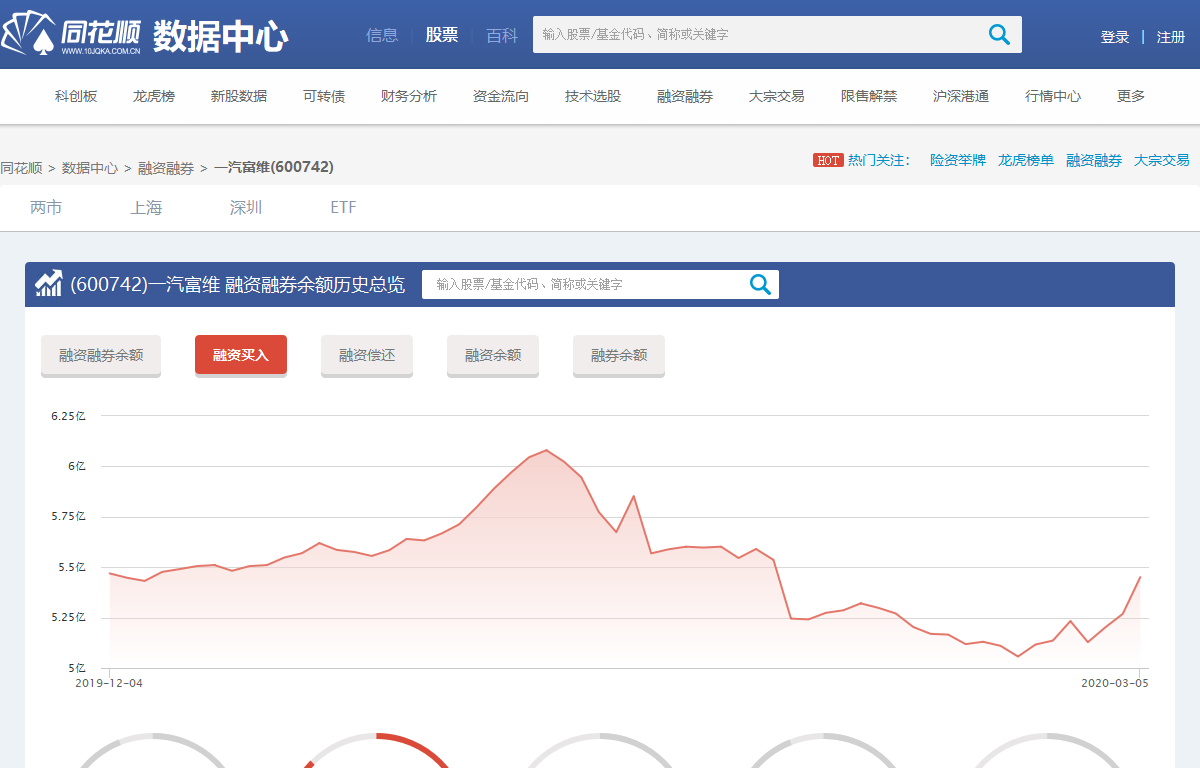 同花顺 数据中心 信息 股票 百科 输入股票/基金代码、简称或关键字 登录 | 注册
WWW.10JQKA.COM.CN
科创板 龙虎榜 新股数据 可转债 财务分析 资金流向 技术选股 融资融券 大宗交易 限售解禁 沪深港通 行情中心 更多
同花顺 > 数据中心 > 融资融券 > 一汽富维(600742) HOT 热门关注： 险资举牌 龙虎榜单 融资融券 大宗交易
两市 上海 深圳 ETF
(600742)一汽富维 融资融券余额历史总览 输入股票/基金代码、简称或关键字
融资融券余额 融资买入 融资偿还 融资余额 融券余额
6.25亿
6亿
5.75亿
5.5亿
5.25亿
5亿
2019-12-04 2020-03-05